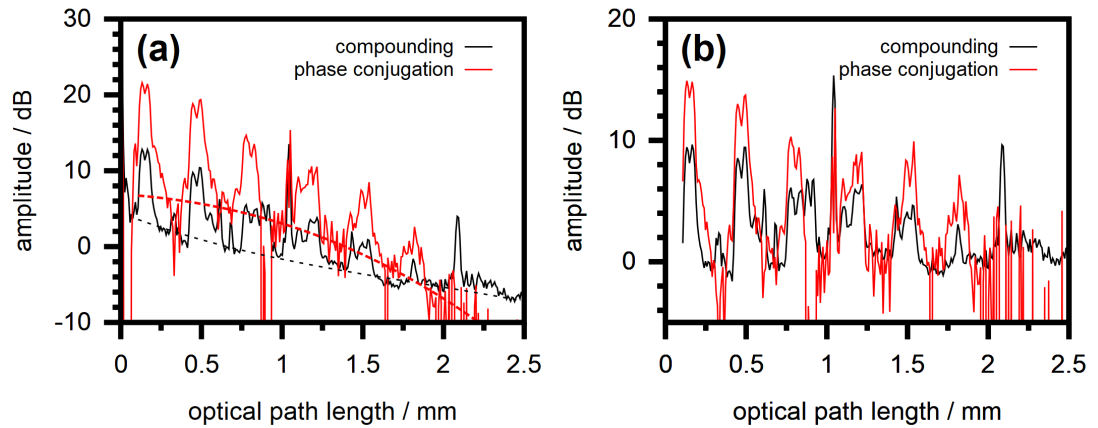 (a)
compounding
phase conjugation
amplitude / dB
30
20
10
0
-10
0
0.5
1
1.5
2
2.5
optical path length / mm
(b)
compounding
phase conjugation
amplitude / dB
20
10
0
0
0.5
1
1.5
2
2.5
optical path length / mm